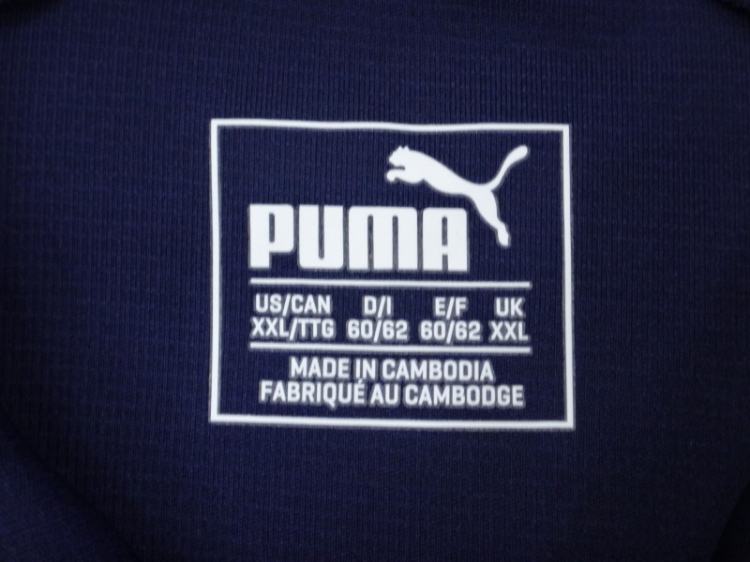 PUMA
US/CAN D/I E/F UK
XXL/TTG 60/62 60/62 XXL
MADE IN CAMBODIA
FABRIQUÉ AU CAMBODGE